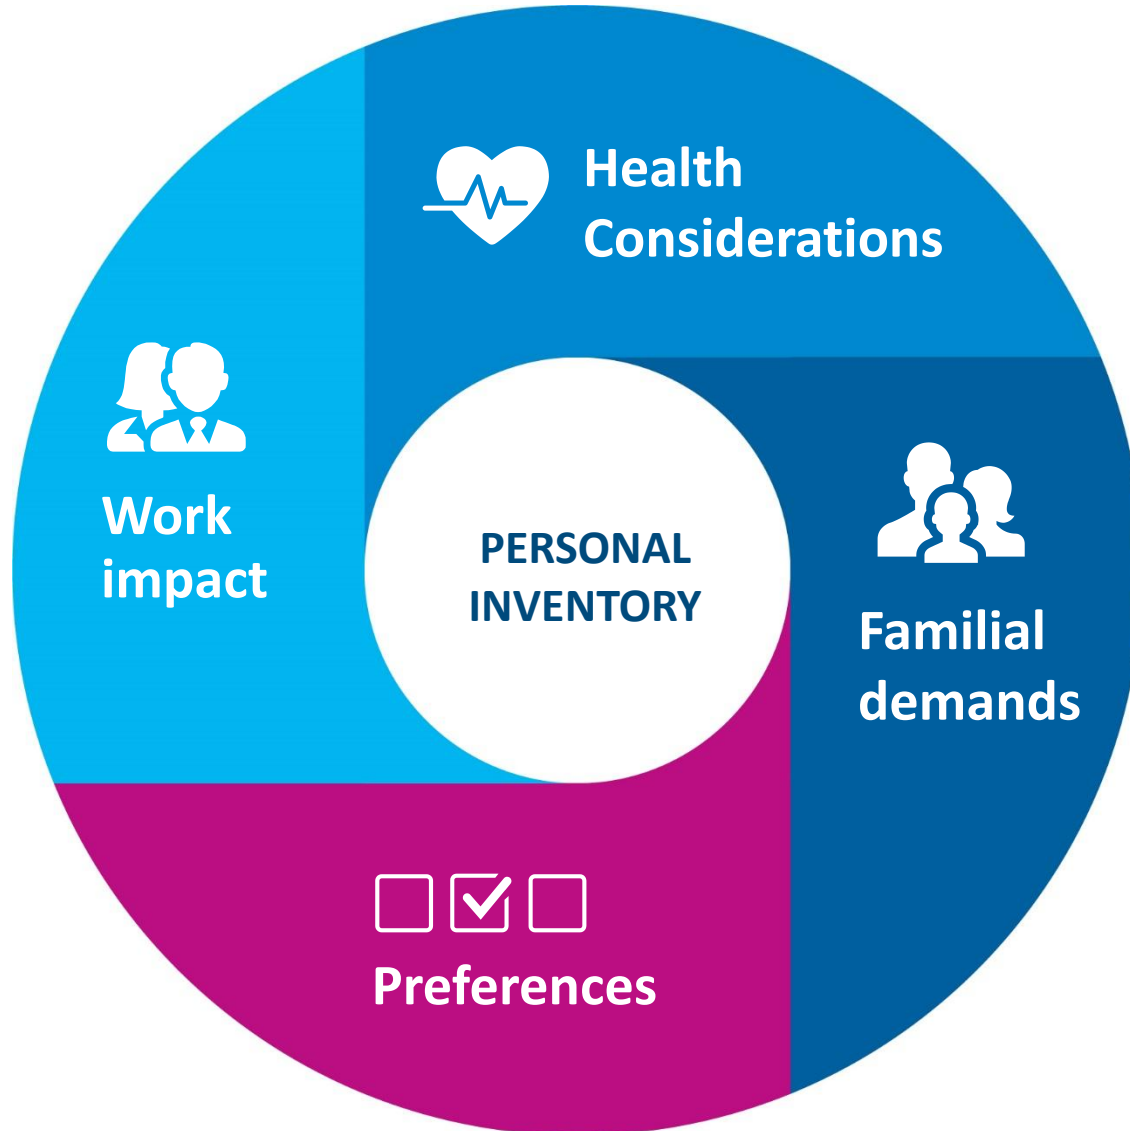 Health
Considerations
Work
impact
PERSONAL
INVENTORY
Familial
demands
Preferences